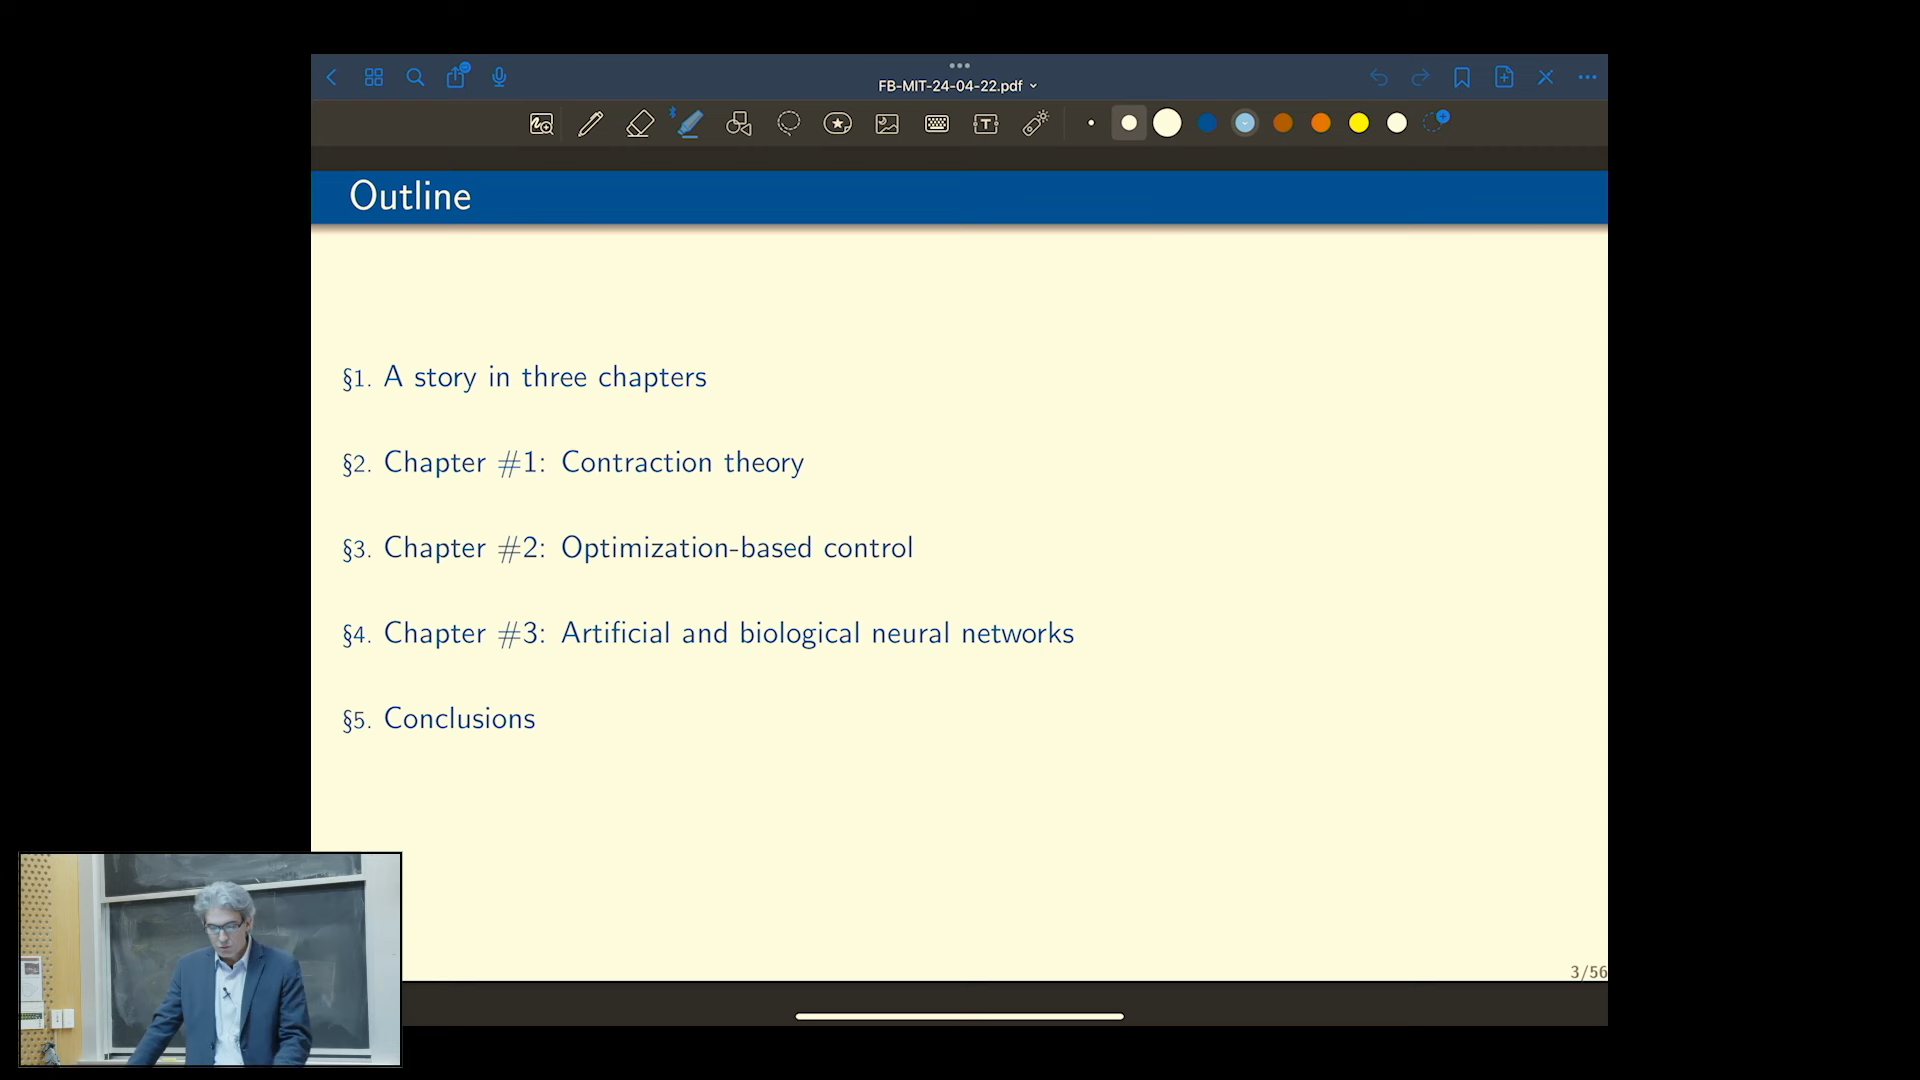 FB-MIT-24-04-22.pdf
Outline
§1. A story in three chapters
§2. Chapter #1: Contraction theory
§3. Chapter #2: Optimization-based control
§4. Chapter #3: Artificial and biological neural networks
§5. Conclusions
3/56